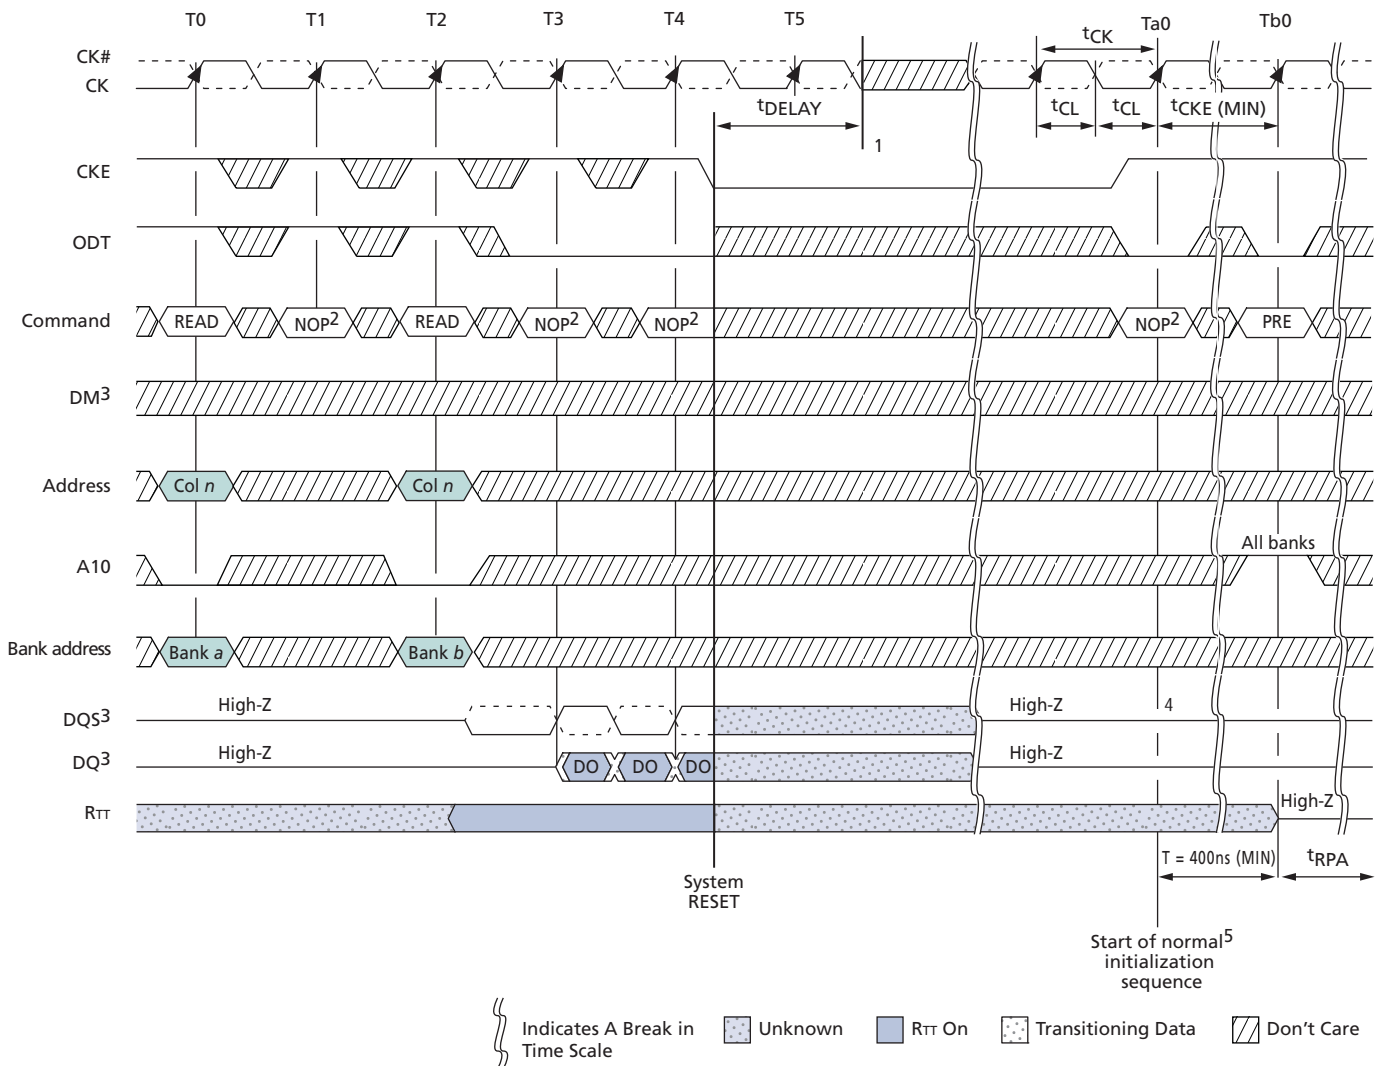 T0 T1 T2 T3 T4 T5 Ta0 Tb0
CK#
CK
tCK
tDELAY
tCL tCL tCKE (MIN)
1
CKE
ODT
Command READ NOP2 READ NOP2 NOP2 NOP2 PRE
DM3
Address Col n Col n
All banks
A10
Bank address Bank a Bank b
DQS3 High-Z High-Z 4
DQ3 High-Z DO DO DO High-Z
RTT High-Z
T = 400ns (MIN) tRPA
System
RESET
Start of normal5
initialization
sequence
Indicates A Break in
Time Scale
Unknown
RTT On
Transitioning Data
Don't Care